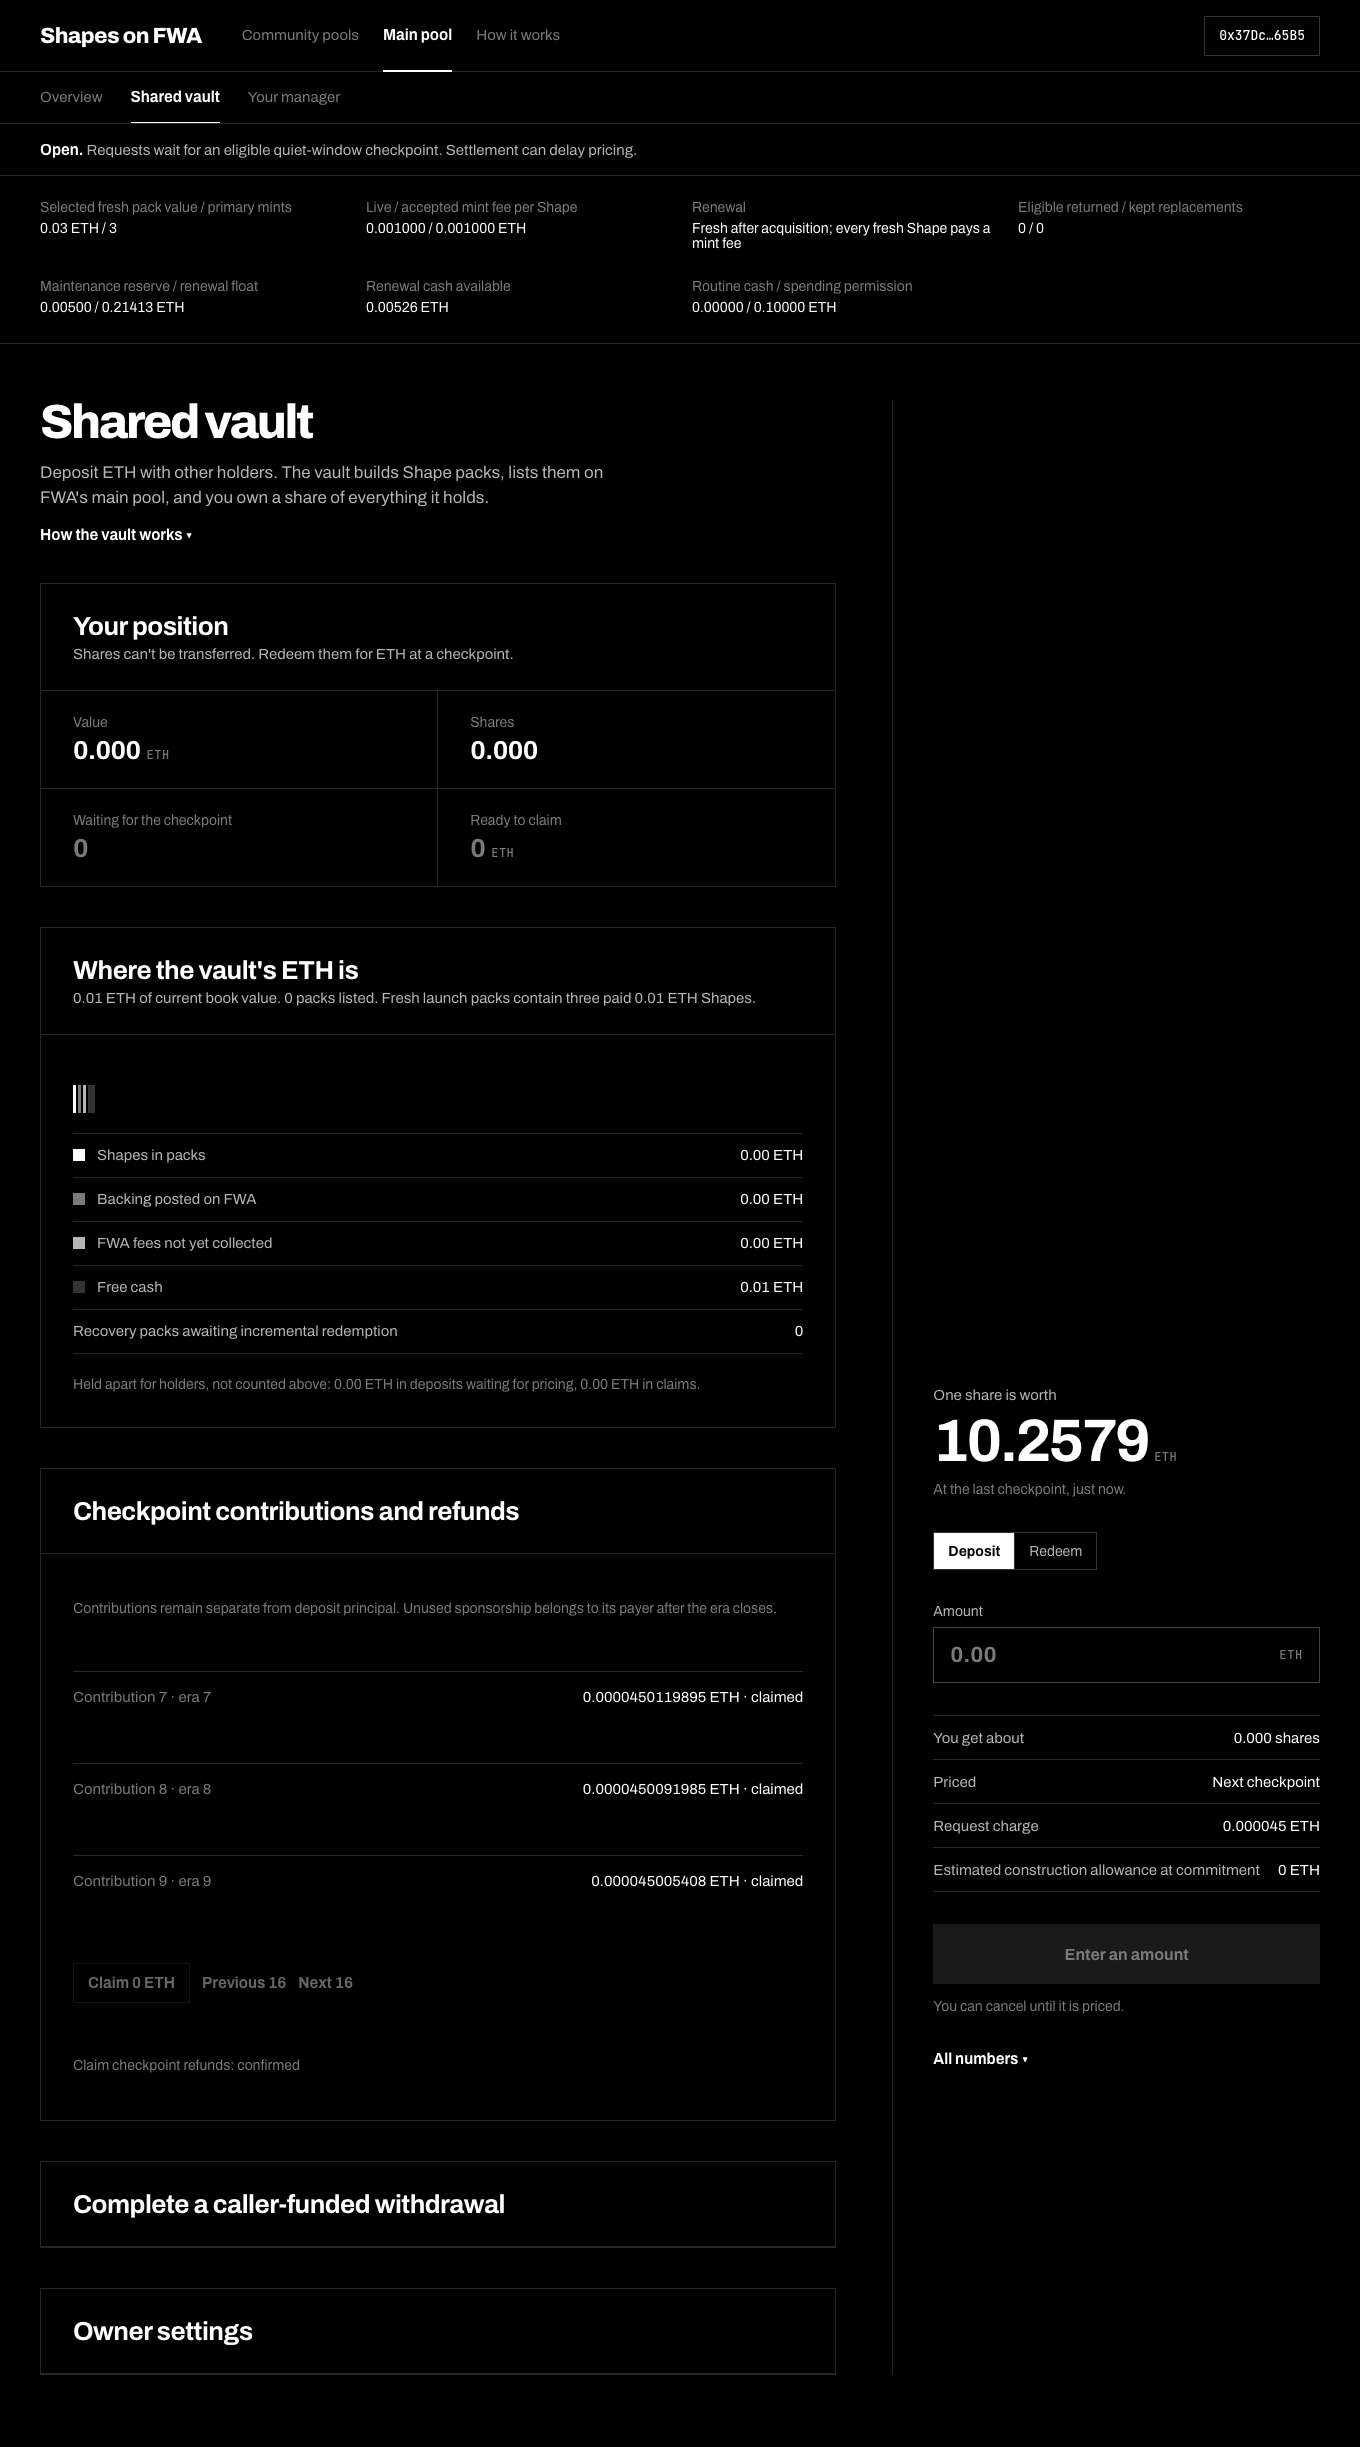 Shapes on FWA
Community pools
Main pool
How it works
0x37Dc…65B5
Overview
Shared vault
Your manager
Open. Requests wait for an eligible quiet-window checkpoint. Settlement can delay pricing.
Selected fresh pack value / primary mints
0.03 ETH / 3
Live / accepted mint fee per Shape
0.001000 / 0.001000 ETH
Renewal
Fresh after acquisition; every fresh Shape pays a
mint fee
Eligible returned / kept replacements
0 / 0
Maintenance reserve / renewal float
0.00500 / 0.21413 ETH
Renewal cash available
0.00526 ETH
Routine cash / spending permission
0.00000 / 0.10000 ETH
Shared vault
Deposit ETH with other holders. The vault builds Shape packs, lists them on
FWA's main pool, and you own a share of everything it holds.
How the vault works ▾
Your position
Shares can't be transferred. Redeem them for ETH at a checkpoint.
Value
0.000 ETH
Shares
0.000
Waiting for the checkpoint
0
Ready to claim
0 ETH
Where the vault's ETH is
0.01 ETH of current book value. 0 packs listed. Fresh launch packs contain three paid 0.01 ETH Shapes.
Shapes in packs 0.00 ETH
Backing posted on FWA 0.00 ETH
FWA fees not yet collected 0.00 ETH
Free cash 0.01 ETH
Recovery packs awaiting incremental redemption 0
Held apart for holders, not counted above: 0.00 ETH in deposits waiting for pricing, 0.00 ETH in claims.
Checkpoint contributions and refunds
Contributions remain separate from deposit principal. Unused sponsorship belongs to its payer after the era closes.
Contribution 7 · era 7 0.0000450119895 ETH · claimed
Contribution 8 · era 8 0.0000450091985 ETH · claimed
Contribution 9 · era 9 0.000045005408 ETH · claimed
Claim 0 ETH Previous 16 Next 16
Claim checkpoint refunds: confirmed
Complete a caller-funded withdrawal
Owner settings
One share is worth
10.2579 ETH
At the last checkpoint, just now.
Deposit Redeem
Amount
0.00 ETH
You get about 0.000 shares
Priced Next checkpoint
Request charge 0.000045 ETH
Estimated construction allowance at commitment 0 ETH
Enter an amount
You can cancel until it is priced.
All numbers ▾